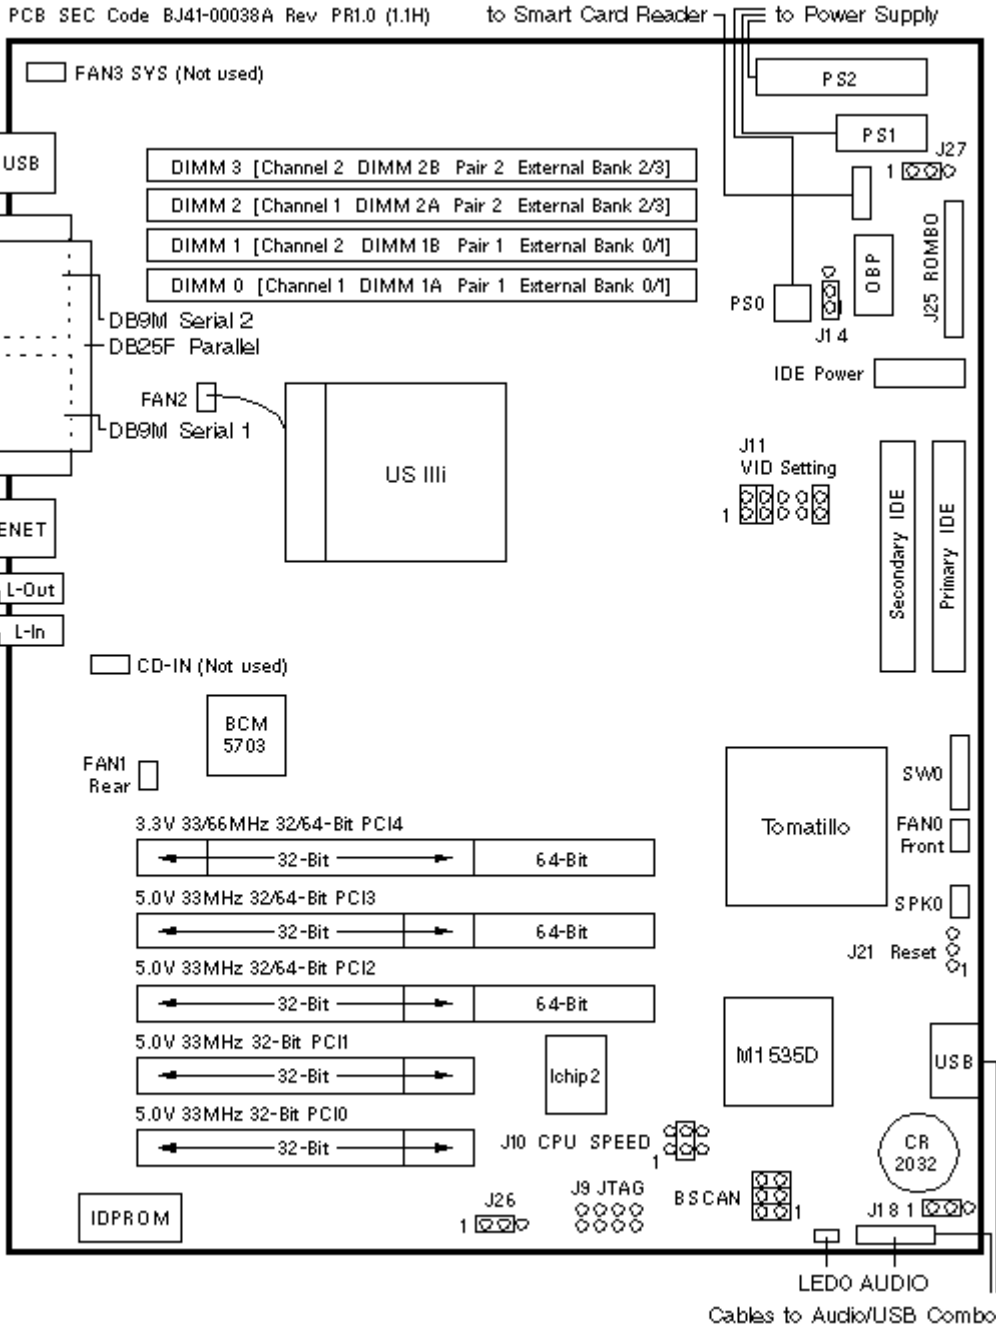 PCB SEC Code BJ41-00038A Rev PR1.0 (1.1H)
to Smart Card Reader
to Power Supply
FAN3 SYS (Not used)
PS2
PS1
J27
1
USB
DIMM 3 [Channel 2 DIMM 2B Pair 2 External Bank 2/3]
DIMM 2 [Channel 1 DIMM 2A Pair 2 External Bank 2/3]
DIMM 1 [Channel 2 DIMM 1B Pair 1 External Bank 0/1]
DIMM 0 [Channel 1 DIMM 1A Pair 1 External Bank 0/1]
OBP
J25 ROMBO
PS0
J14
DB9M Serial 2
DB25F Parallel
IDE Power
FAN2
DB9M Serial 1
US IIIi
J11
VID Setting
1
Secondary IDE
Primary IDE
ENET
L-Out
L-In
CD-IN (Not used)
BCM
5703
FAN1
Rear
SW0
Tomatillo
FAN0
Front
SPK0
3.3V 33/66MHz 32/64-Bit PCI4
32-Bit
64-Bit
5.0V 33MHz 32/64-Bit PCI3
32-Bit
64-Bit
J21 Reset
1
5.0V 33MHz 32/64-Bit PCI2
32-Bit
64-Bit
5.0V 33MHz 32-Bit PCI1
32-Bit
Ichip2
M1535D
USB
5.0V 33MHz 32-Bit PCI0
32-Bit
J10 CPU SPEED
1
CR
2032
IDPROM
J26
1
J9 JTAG
BSCAN
1
J18 1
LED0 AUDIO
Cables to Audio/USB Combo